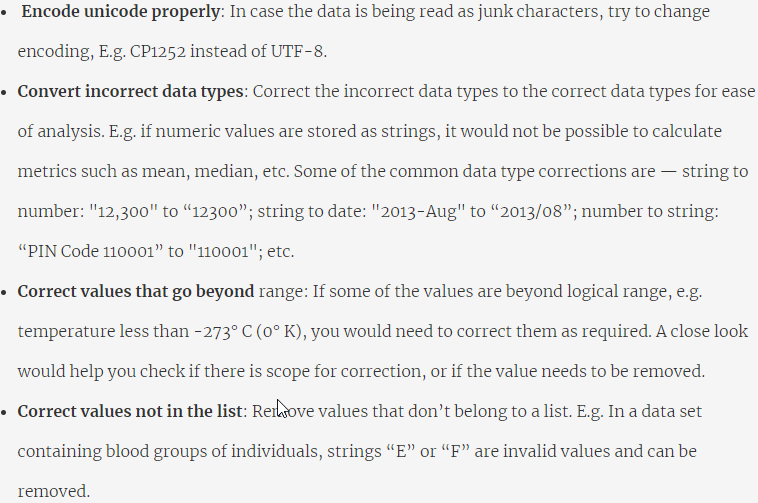 • Encode unicode properly: In case the data is being read as junk characters, try to change
encoding, E.g. CP1252 instead of UTF-8.
• Convert incorrect data types: Correct the incorrect data types to the correct data types for ease
of analysis. E.g. if numeric values are stored as strings, it would not be possible to calculate
metrics such as mean, median, etc. Some of the common data type corrections are — string to
number: "12,300" to “12300”; string to date: "2013-Aug" to “2013/08”; number to string:
“PIN Code 110001” to "110001"; etc.
• Correct values that go beyond range: If some of the values are beyond logical range, e.g.
temperature less than -273° C (0° K), you would need to correct them as required. A close look
would help you check if there is scope for correction, or if the value needs to be removed.
• Correct values not in the list: Remove values that don’t belong to a list. E.g. In a data set
containing blood groups of individuals, strings “E” or “F” are invalid values and can be
removed.